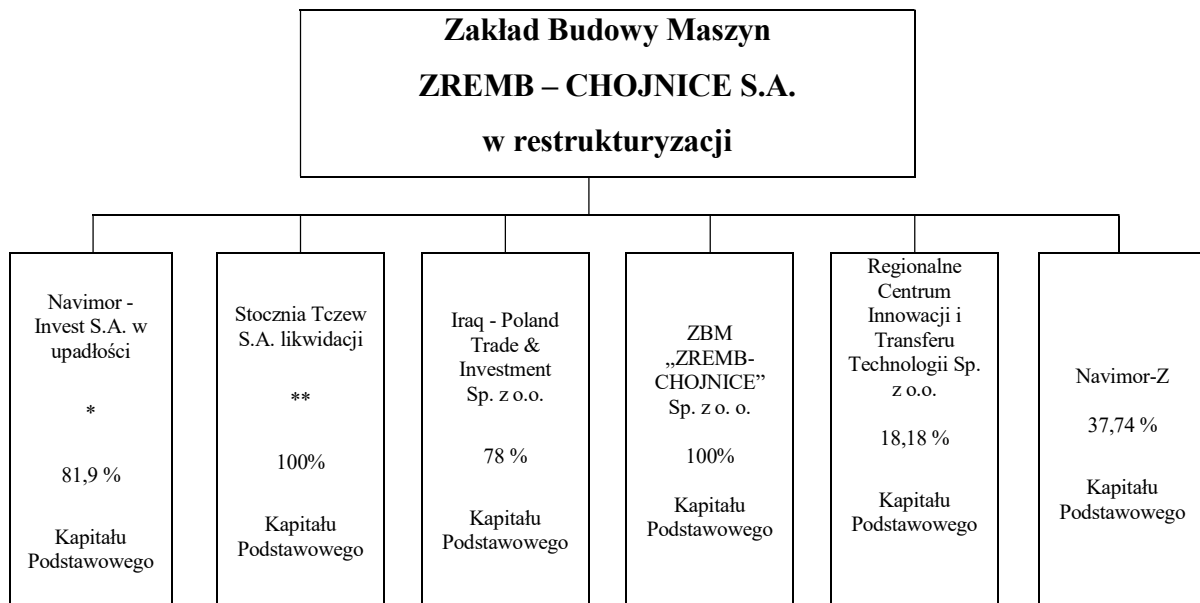 Zakład Budowy Maszyn
ZREMB – CHOJNICE S.A.
w restrukturyzacji
Navimor -
Invest S.A. w
upadłości
*
81,9 %
Kapitału
Podstawowego
Stocznia Tczew
S.A. likwidacji
**
100%
Kapitału
Podstawowego
Iraq - Poland
Trade &
Investment
Sp. z o.o.
78 %
Kapitału
Podstawowego
ZBM
„ZREMB-
CHOJNICE”
Sp. z o. o.
100%
Kapitału
Podstawowego
Regionalne
Centrum
Innowacji i
Transferu
Technologii Sp.
z o.o.
18,18 %
Kapitału
Podstawowego
Navimor-Z
37,74 %
Kapitału
Podstawowego